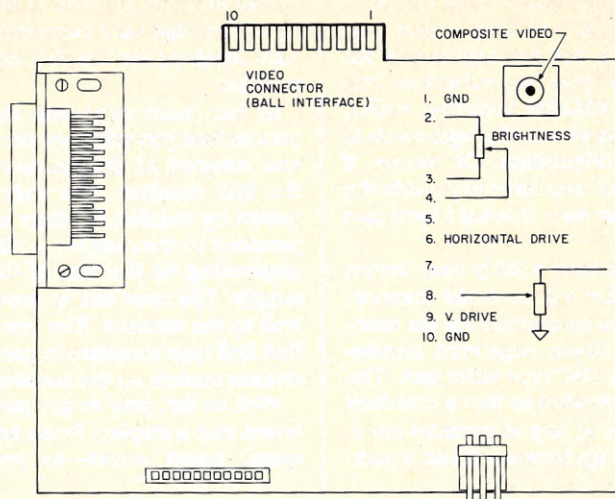 10 1
COMPOSITE VIDEO
VIDEO
CONNECTOR
(BALL INTERFACE)
1. GND
2.
BRIGHTNESS
3.
4.
5.
6. HORIZONTAL DRIVE
7.
8.
9. V. DRIVE
10. GND